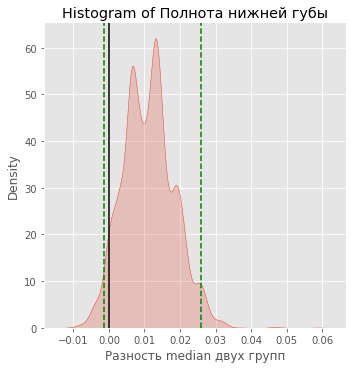 Histogram of Полнота нижней губы
Density
60
50
40
30
20
10
0
−0.01 0.00 0.01 0.02 0.03 0.04 0.05 0.06
Разность median двух групп